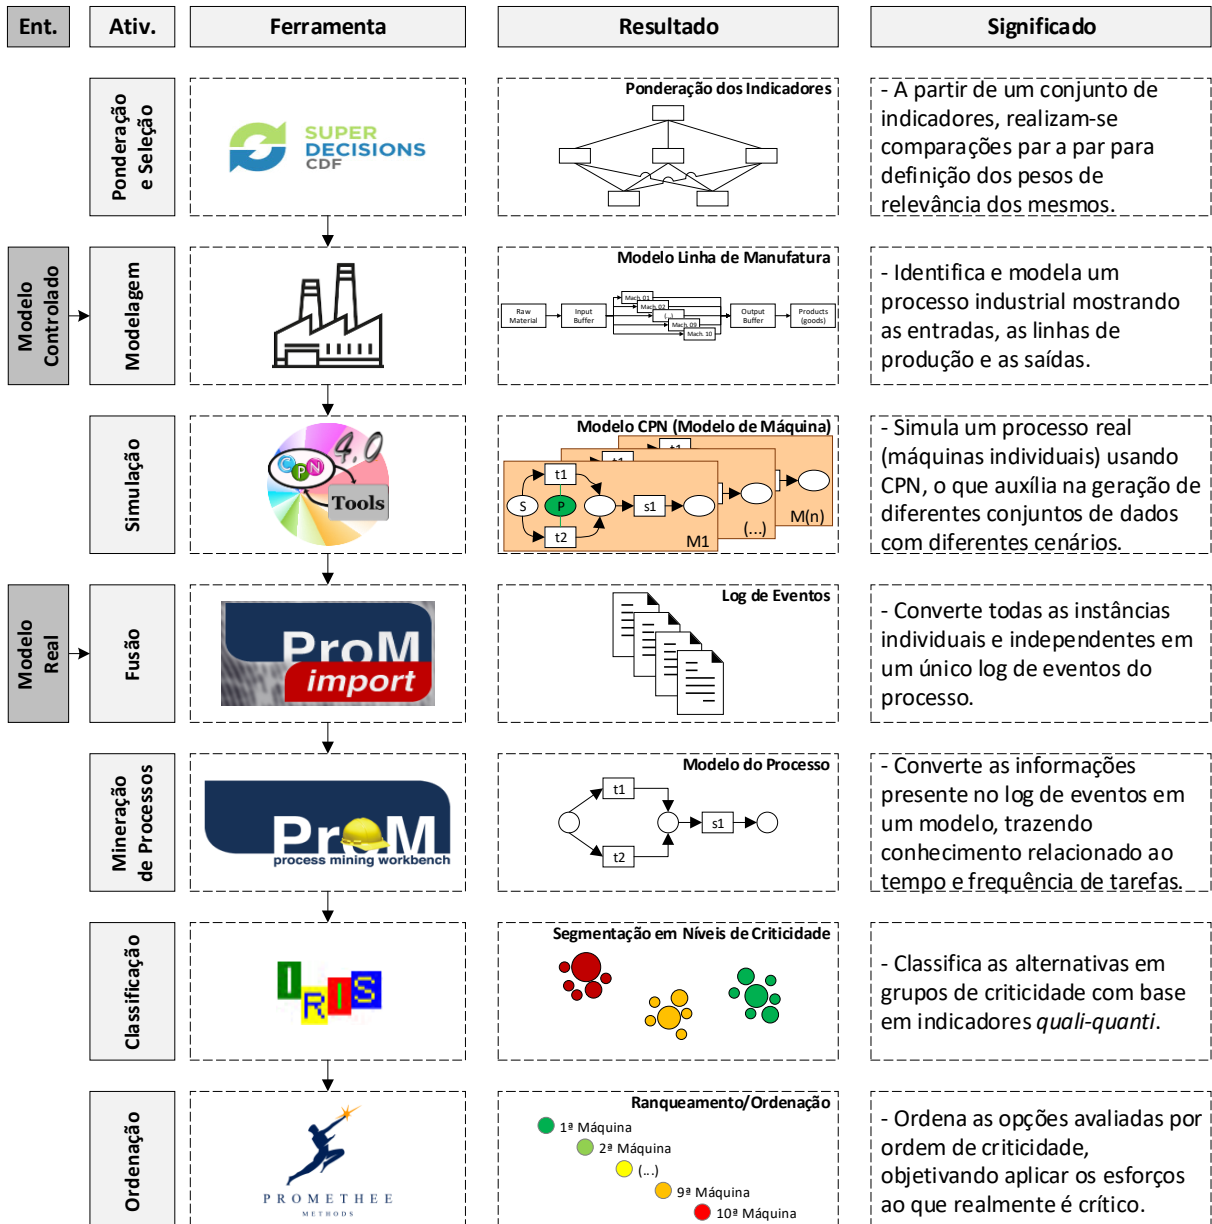 Ent.
Ativ.
Ferramenta
Resultado
Significado
Ponderação
e Seleção
SUPER
DECISIONS
CDF
Ponderação dos Indicadores
- A partir de um conjunto de
indicadores, realizam-se
comparações par a par para
definição dos pesos de
relevância dos mesmos.
Modelo
Controlado
Modelagem
Modelo Linha de Manufatura
Raw
Material
Input
Buffer
Mach. 01
Mach. 02
(...)
Mach. 09
Mach. 10
Output
Buffer
Products
(goods)
- Identifica e modela um
processo industrial mostrando
as entradas, as linhas de
produção e as saídas.
Simulação
4.0
CPN
Tools
Modelo CPN (Modelo de Máquina)
t1
t1
t1
S
P
s1
t2
M1
(...)
M(n)
- Simula um processo real
(máquinas individuais) usando
CPN, o que auxília na geração de
diferentes conjuntos de dados
com diferentes cenários.
Modelo
Real
Fusão
ProM
import
Log de Eventos
- Converte todas as instâncias
individuais e independentes em
um único log de eventos do
processo.
Mineração
de Processos
ProM
process mining workbench
Modelo do Processo
t1
s1
t2
- Converte as informações
presente no log de eventos em
um modelo, trazendo
conhecimento relacionado ao
tempo e frequência de tarefas.
Classificação
IRIS
Segmentação em Níveis de Criticidade
- Classifica as alternativas em
grupos de criticidade com base
em indicadores quali-quanti.
Ordenação
PROMETHEE
METHODS
Ranqueamento/Ordenação
1ª Máquina
2ª Máquina
(...)
9ª Máquina
10ª Máquina
- Ordena as opções avaliadas por
ordem de criticidade,
objetivando aplicar os esforços
ao que realmente é crítico.